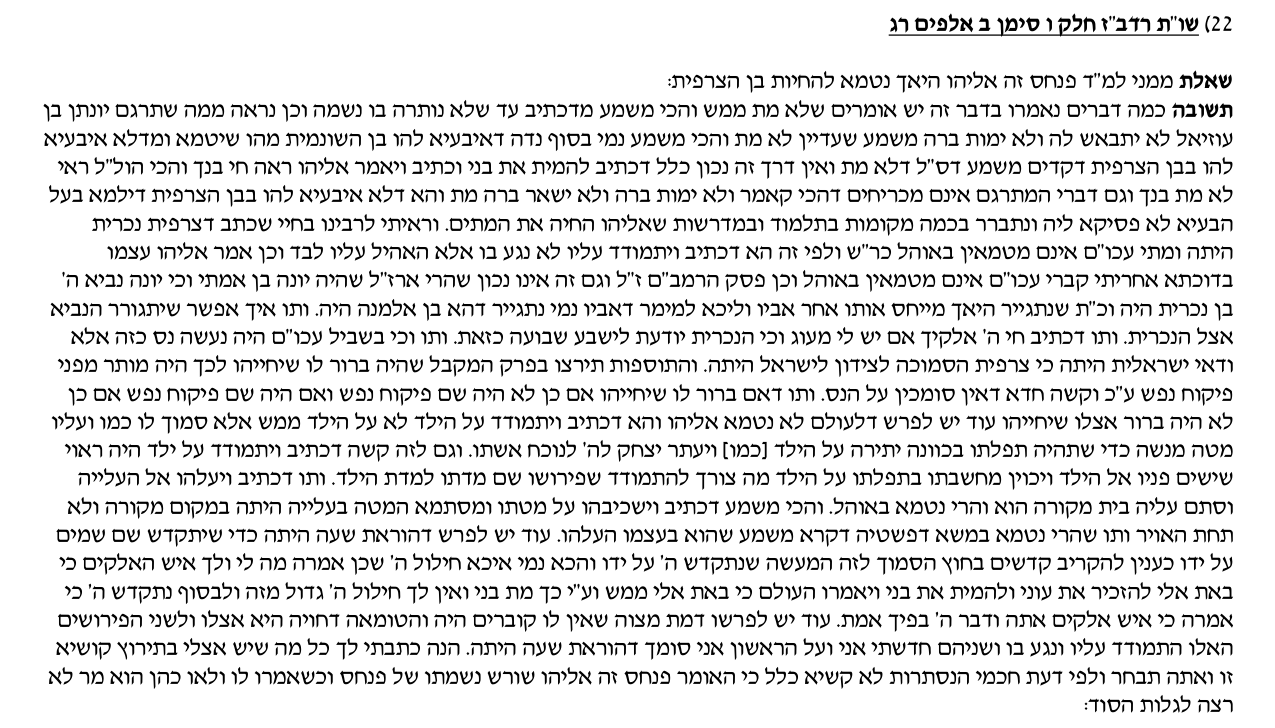 22) שו"ת רדב"ז חלק ו סימן ב אלפים רג
שאלת ממני למ"ד פנחס זה אליהו היאך נטמא להחיות בן הצרפית:
תשובה כמה דברים נאמרו בדבר זה יש אומרים שלא מת ממש והכי משמע מדכתיב עד שלא נותרה בו נשמה וכן נראה ממה שתרגם יונתן בן
עוזיאל לא יתבאש לה ולא ימות ברה משמע שעדיין לא מת והכי משמע נמי בסוף נדה דאיבעיא להו בן השונמית מהו שיטמא ומדלא איבעיא
להו בבן הצרפית דקדים משמע דס"ל דלא מת ואין דרך זה נכון כלל דכתיב להמית את בני וכתיב ויאמר אליהו ראה חי בנך והכי הול"ל ראי
לא מת בנך וגם דברי המתרגם אינם מכריחים דהכי קאמר ולא ימות ברה ולא ישאר ברה מת והא דלא איבעיא להו בבן הצרפית דילמא בעל
הבעיא לא פסיקא ליה ונתברר בכמה מקומות בתלמוד ובמדרשות שאליהו החיה את המתים. וראיתי לרבינו בחיי שכתב דצרפית נכרית
היתה ומתי עכו"ם אינם מטמאין באוהל כר"ש ולפי זה הא דכתיב ויתמודד עליו לא נגע בו אלא האהיל עליו לבד וכן אמר אליהו עצמו
בדוכתא אחריתי קברי עכו"ם אינם מטמאין באוהל וכן פסק הרמב"ם ז"ל וגם זה אינו נכון שהרי ארז"ל שהיה יונה בן אמתי וכי יונה נביא ה'
בן נכרית היה וכ"ת שנתגייר היאך מייחס אותו אחר אביו וליכא למימר דאביו נמי נתגייר דהא בן אלמנה היה. ותו איך אפשר שיתגורר הנביא
אצל הנכרית. ותו דכתיב חי ה' אלקיך אם יש לי מעוג וכי הנכרית יודעת לישבע שבועה כזאת. ותו וכי בשביל עכו"ם היה נעשה נס כזה אלא
ודאי ישראלית היתה כי צרפית הסמוכה לצידון לישראל היתה. והתוספות תירצו בפרק המקבל שהיה ברור לו שיחייהו לכך היה מותר מפני
פיקוח נפש ע"כ וקשה חדא דאין סומכין על הנס. ותו דאם ברור לו שיחייהו אם כן לא היה שם פיקוח נפש ואם היה שם פיקוח נפש אם כן
לא היה ברור אצלו שיחייהו עוד יש לפרש דלעולם לא נטמא אליהו והא דכתיב ויתמודד על הילד לא על הילד ממש אלא סמוך לו כמו ועליו
מטה מנשה כדי שתהיה תפלתו בכוונה יתירה על הילד [כמו] ויעתר יצחק לה' לנוכח אשתו. וגם לזה קשה דכתיב ויתמודד על ילד היה ראוי
שישים פניו אל הילד ויכוין מחשבתו בתפלתו על הילד מה צורך להתמודד שפירושו שם מדתו למדת הילד. ותו דכתיב ויעלהו אל העלייה
וסתם עליה בית מקורה הוא והרי נטמא באוהל. והכי משמע דכתיב וישכיבהו על מטתו ומסתמא המטה בעלייה היתה במקום מקורה ולא
תחת האויר ותו שהרי נטמא במשא דפשטיה דקרא משמע שהוא בעצמו העלהו. עוד יש לפרש דהוראת שעה היתה כדי שיתקדש שם שמים
על ידו כענין להקריב קדשים בחוץ הסמוך לזה המעשה שנתקדש ה' על ידו והכא נמי איכא חילול ה' שכן אמרה מה לי ולך איש האלקים כי
באת אלי להזכיר את עוני ולהמית את בני ויאמרו העולם כי באת אלי ממש וע"י כך מת בני ואין לך חילול ה' גדול מזה ולבסוף נתקדש ה' כי
אמרה כי איש אלקים אתה ודבר ה' בפיך אמת. עוד יש לפרשו דמת מצוה שאין לו קוברים היה והטומאה דחויה היא אצלו ולשני הפירושים
האלו התמודד עליו ונגע בו ושניהם חדשתי אני ועל הראשון אני סומך דהוראת שעה היתה. הנה כתבתי לך כל מה שיש אצלי בתירוץ קושיא
זו ואתה תבחר ולפי דעת חכמי הנסתרות לא קשיא כלל כי האומר פנחס זה אליהו שורש נשמתו של פנחס וכשאמרו לו ולאו כהן הוא מר לא
רצה לגלות הסוד: